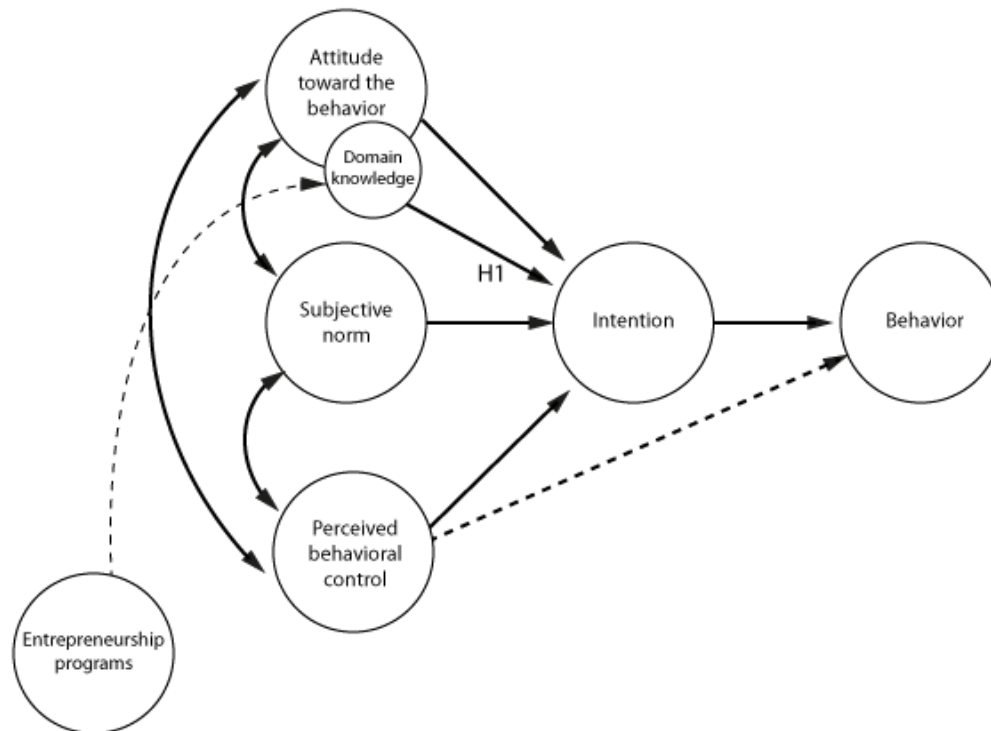 Attitude
toward the
behavior
Domain
knowledge
H1
Subjective
norm
Intention
Behavior
Perceived
behavioral
control
Entrepreneurship
programs